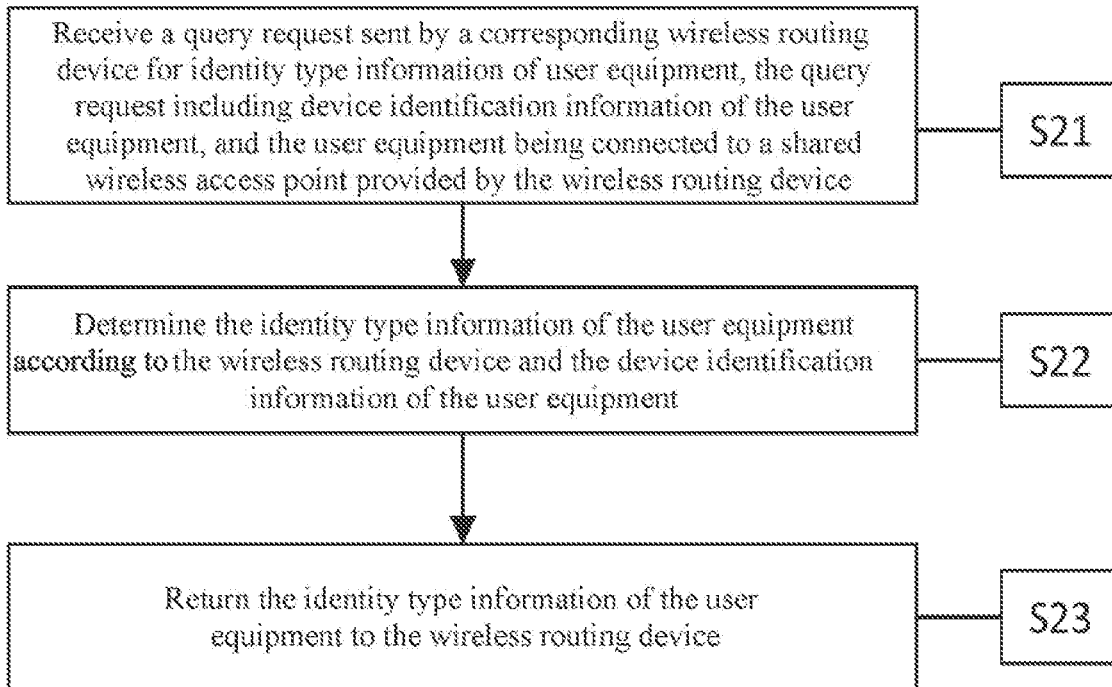 Receive a query request sent by a corresponding wireless routing
device for identity type information of user equipment, the query
request including device identification information of the user
equipment, and the user equipment being connected to a shared
wireless access point provided by the wireless routing device
S21
Determine the identity type information of the user equipment
according to the wireless routing device and the device identification
information of the user equipment
S22
Return the identity type information of the user
equipment to the wireless routing device
S23